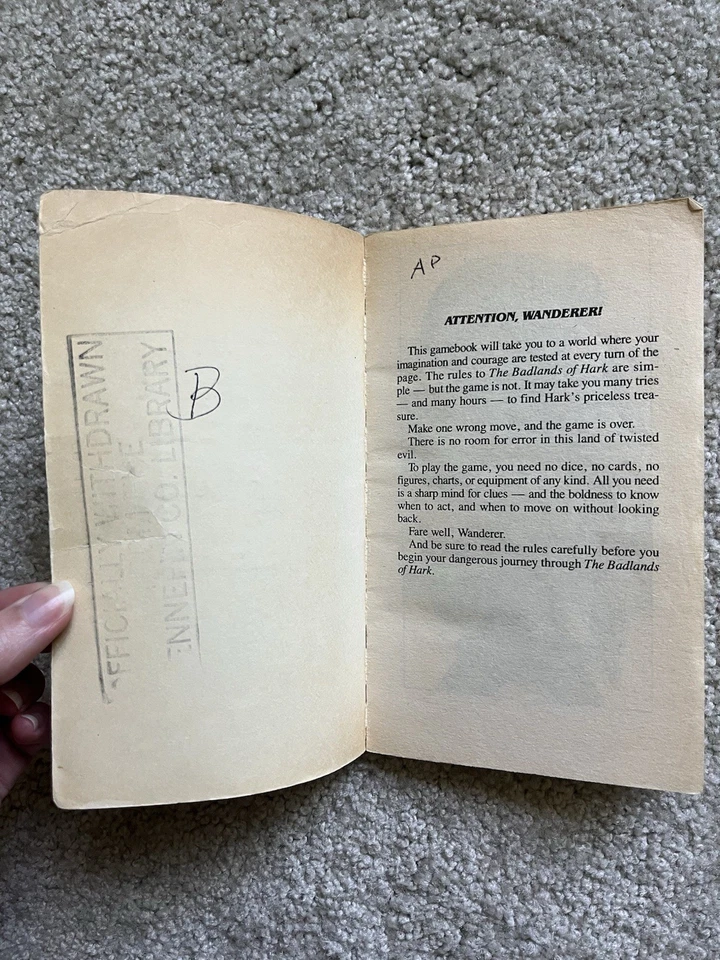 OFFICIALLY WITHDRAWN
CO. LIBRARY
B
AP
ATTENTION, WANDERER!
This gamebook will take you to a world where your
imagination and courage are tested at every turn of the
page. The rules to The Badlands of Hark are sim-
ple — but the game is not. It may take you many tries
— and many hours — to find Hark's priceless trea-
sure.
Make one wrong move, and the game is over.
There is no room for error in this land of twisted
evil.
To play the game, you need no dice, no cards, no
figures, charts, or equipment of any kind. All you need
is a sharp mind for clues — and the boldness to know
when to act, and when to move on without looking
back.
Fare well, Wanderer.
And be sure to read the rules carefully before you
begin your dangerous journey through The Badlands
of Hark.